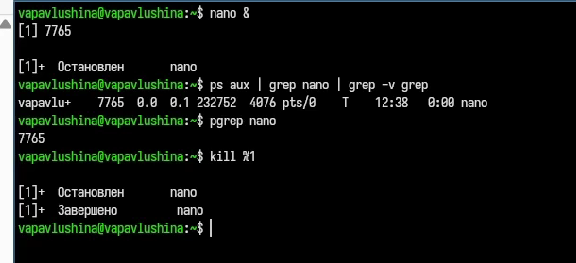 vapavlushina@vapavlushina:~$ nano &
[1] 7765
[1]+  Остановлен        nano
vapavlushina@vapavlushina:~$ ps aux | grep nano | grep -v grep
vapavlu+    7765  0.0  0.1 232752  4076 pts/0    T    12:38   0:00 nano
vapavlushina@vapavlushina:~$ pgrep nano
7765
vapavlushina@vapavlushina:~$ kill %1
[1]+  Остановлен        nano
[1]+  Завершено         nano
vapavlushina@vapavlushina:~$